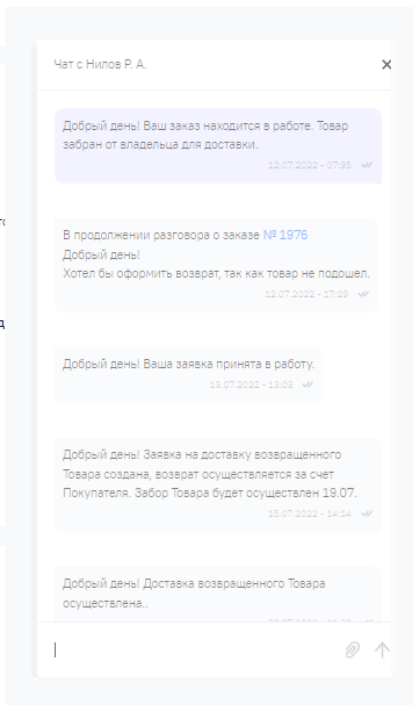 Чат с Нилов Р. А.
Добрый день! Ваш заказ находится в работе. Товар
забран от владельца для доставки.
12.07.2022 - 07:35
В продолжении разговора о заказе № 1976
Добрый день!
Хотел бы оформить возврат, так как товар не подошел.
12.07.2022 - 17:29
Добрый день! Ваша заявка принята в работу.
13.07.2022 - 13:03
Добрый день! Заявка на доставку возвращенного
Товара создана, возврат осуществляется за счет
Покупателя. Забор Товара будет осуществлен 19.07.
15.07.2022 - 14:14
Добрый день! Доставка возвращенного Товара
осуществлена..